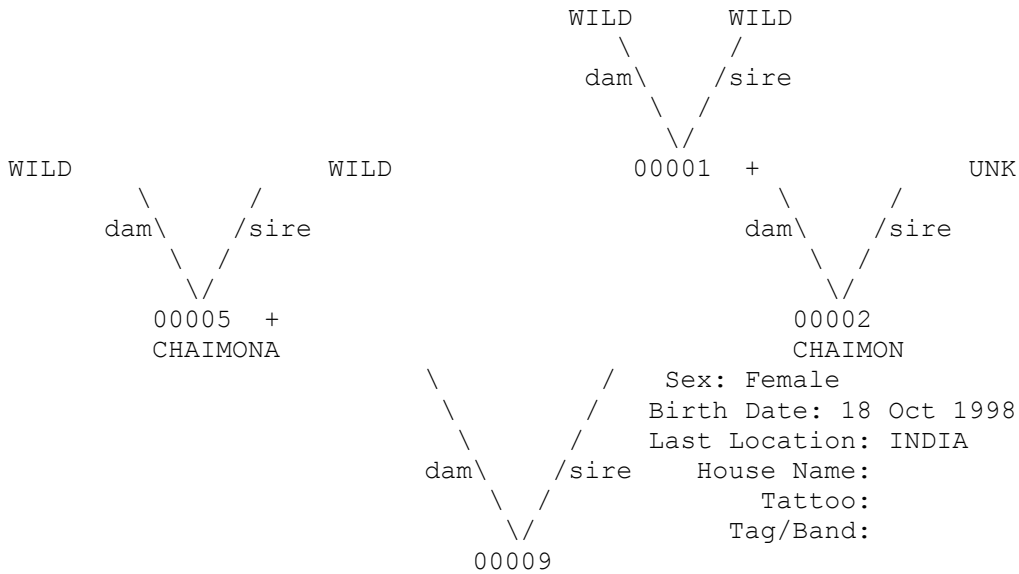 WILD WILD
\ /
dam\ /sire
\ /
\/
WILD WILD 00001 + UNK
\ / \ /
dam\ /sire dam\ /sire
\ / \ /
\/ \/
00005 + 00002
CHAIMONA CHAIMON
\ / Sex: Female
\ / Birth Date: 18 Oct 1998
\ / Last Location: INDIA
dam\ /sire House Name:
\ / Tattoo:
\/ Tag/Band:
00009